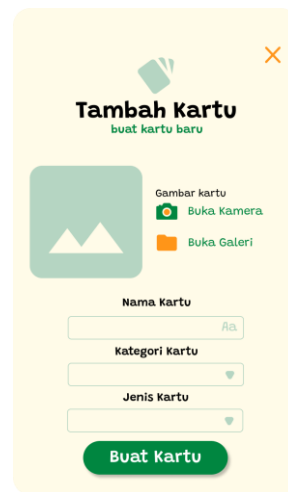 Tambah Kartu
buat kartu baru
Gambar kartu
Buka Kamera
Buka Galeri
Nama Kartu
Aa
Kategori Kartu
Jenis Kartu
Buat Kartu